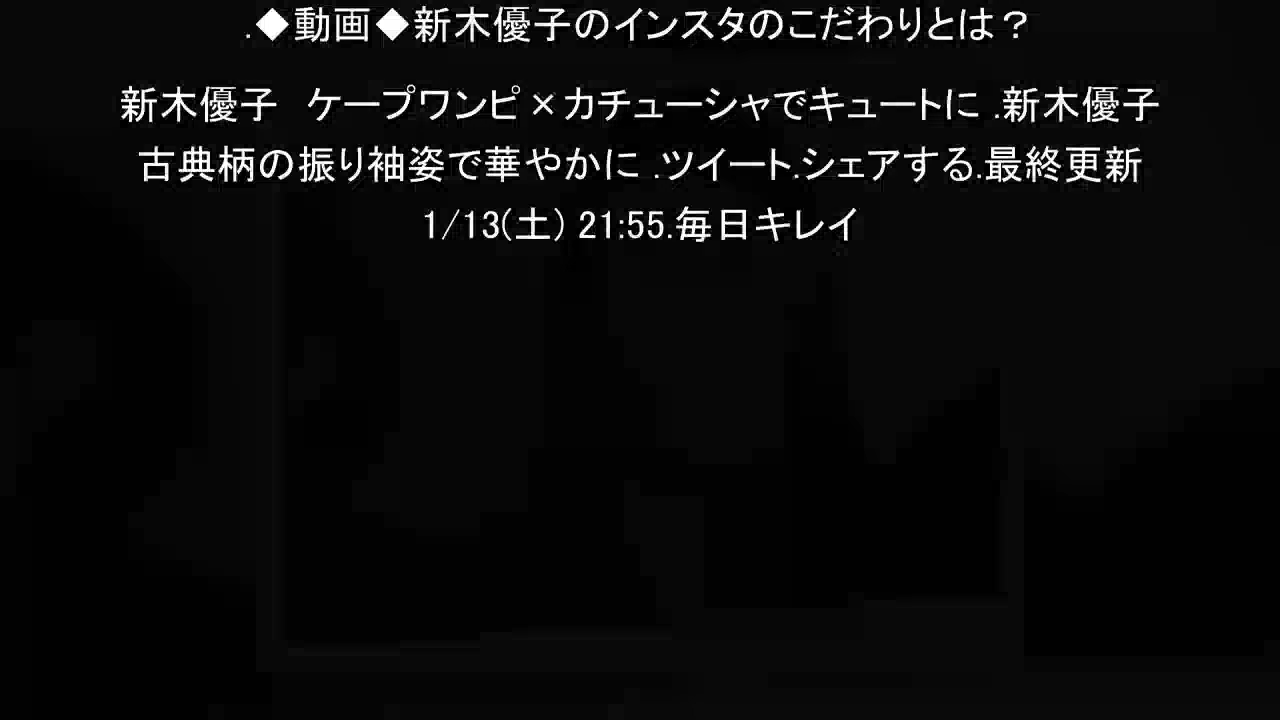 .◆動画◆新木優子のインスタのこだわりとは？
新木優子　ケープワンピ×カチューシャでキュートに .新木優子
古典柄の振り袖姿で華やかに .ツイート.シェアする.最終更新
1/13(土) 21:55.毎日キレイ